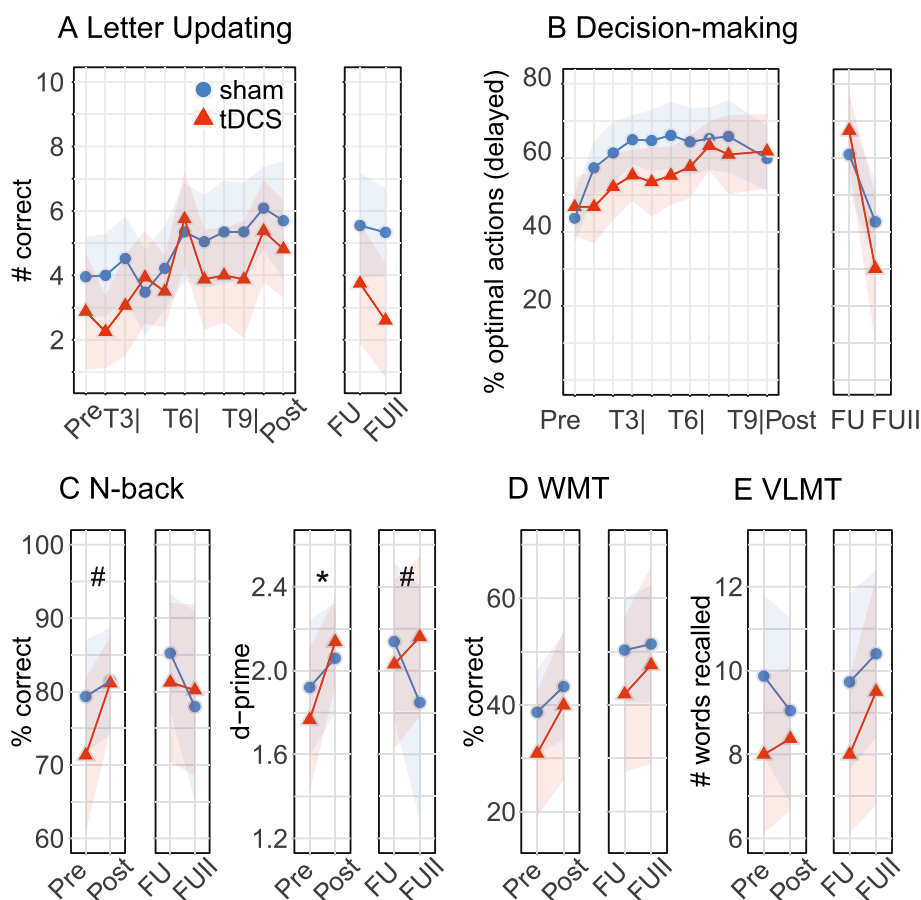 A Letter Updating
10
8
6
4
2
# correct
sham
tDCS
Pre T3| T6| T9| Post
FU FUII
B Decision-making
80
60
40
20
% optimal actions (delayed)
Pre T3| T6| T9|Post
FU FUII
C N-back
100
90
80
70
60
% correct
#
Pre Post
FU FUII
2.4
2.0
1.6
1.2
d−prime
*
#
Pre Post
FU FUII
D WMT
60
40
20
% correct
Pre Post
FU FUII
E VLMT
12
10
8
6
# words recalled
Pre Post
FU FUII